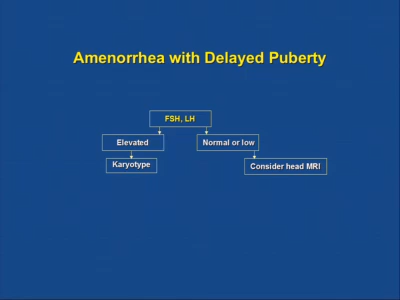 Amenorrhea with Delayed Puberty
FSH, LH
Elevated
Normal or low
Karyotype
Consider head MRI